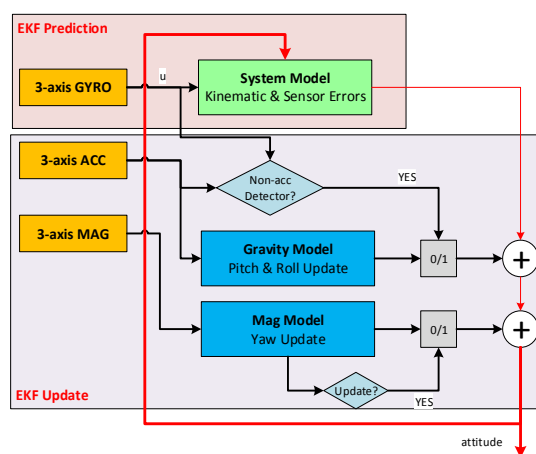 EKF Prediction
u
3-axis GYRO
System Model
Kinematic & Sensor Errors
3-axis ACC
Non-acc
Detector?
YES
3-axis MAG
Gravity Model
Pitch & Roll Update
0/1
+
Mag Model
Yaw Update
0/1
+
Update?
YES
EKF Update
attitude